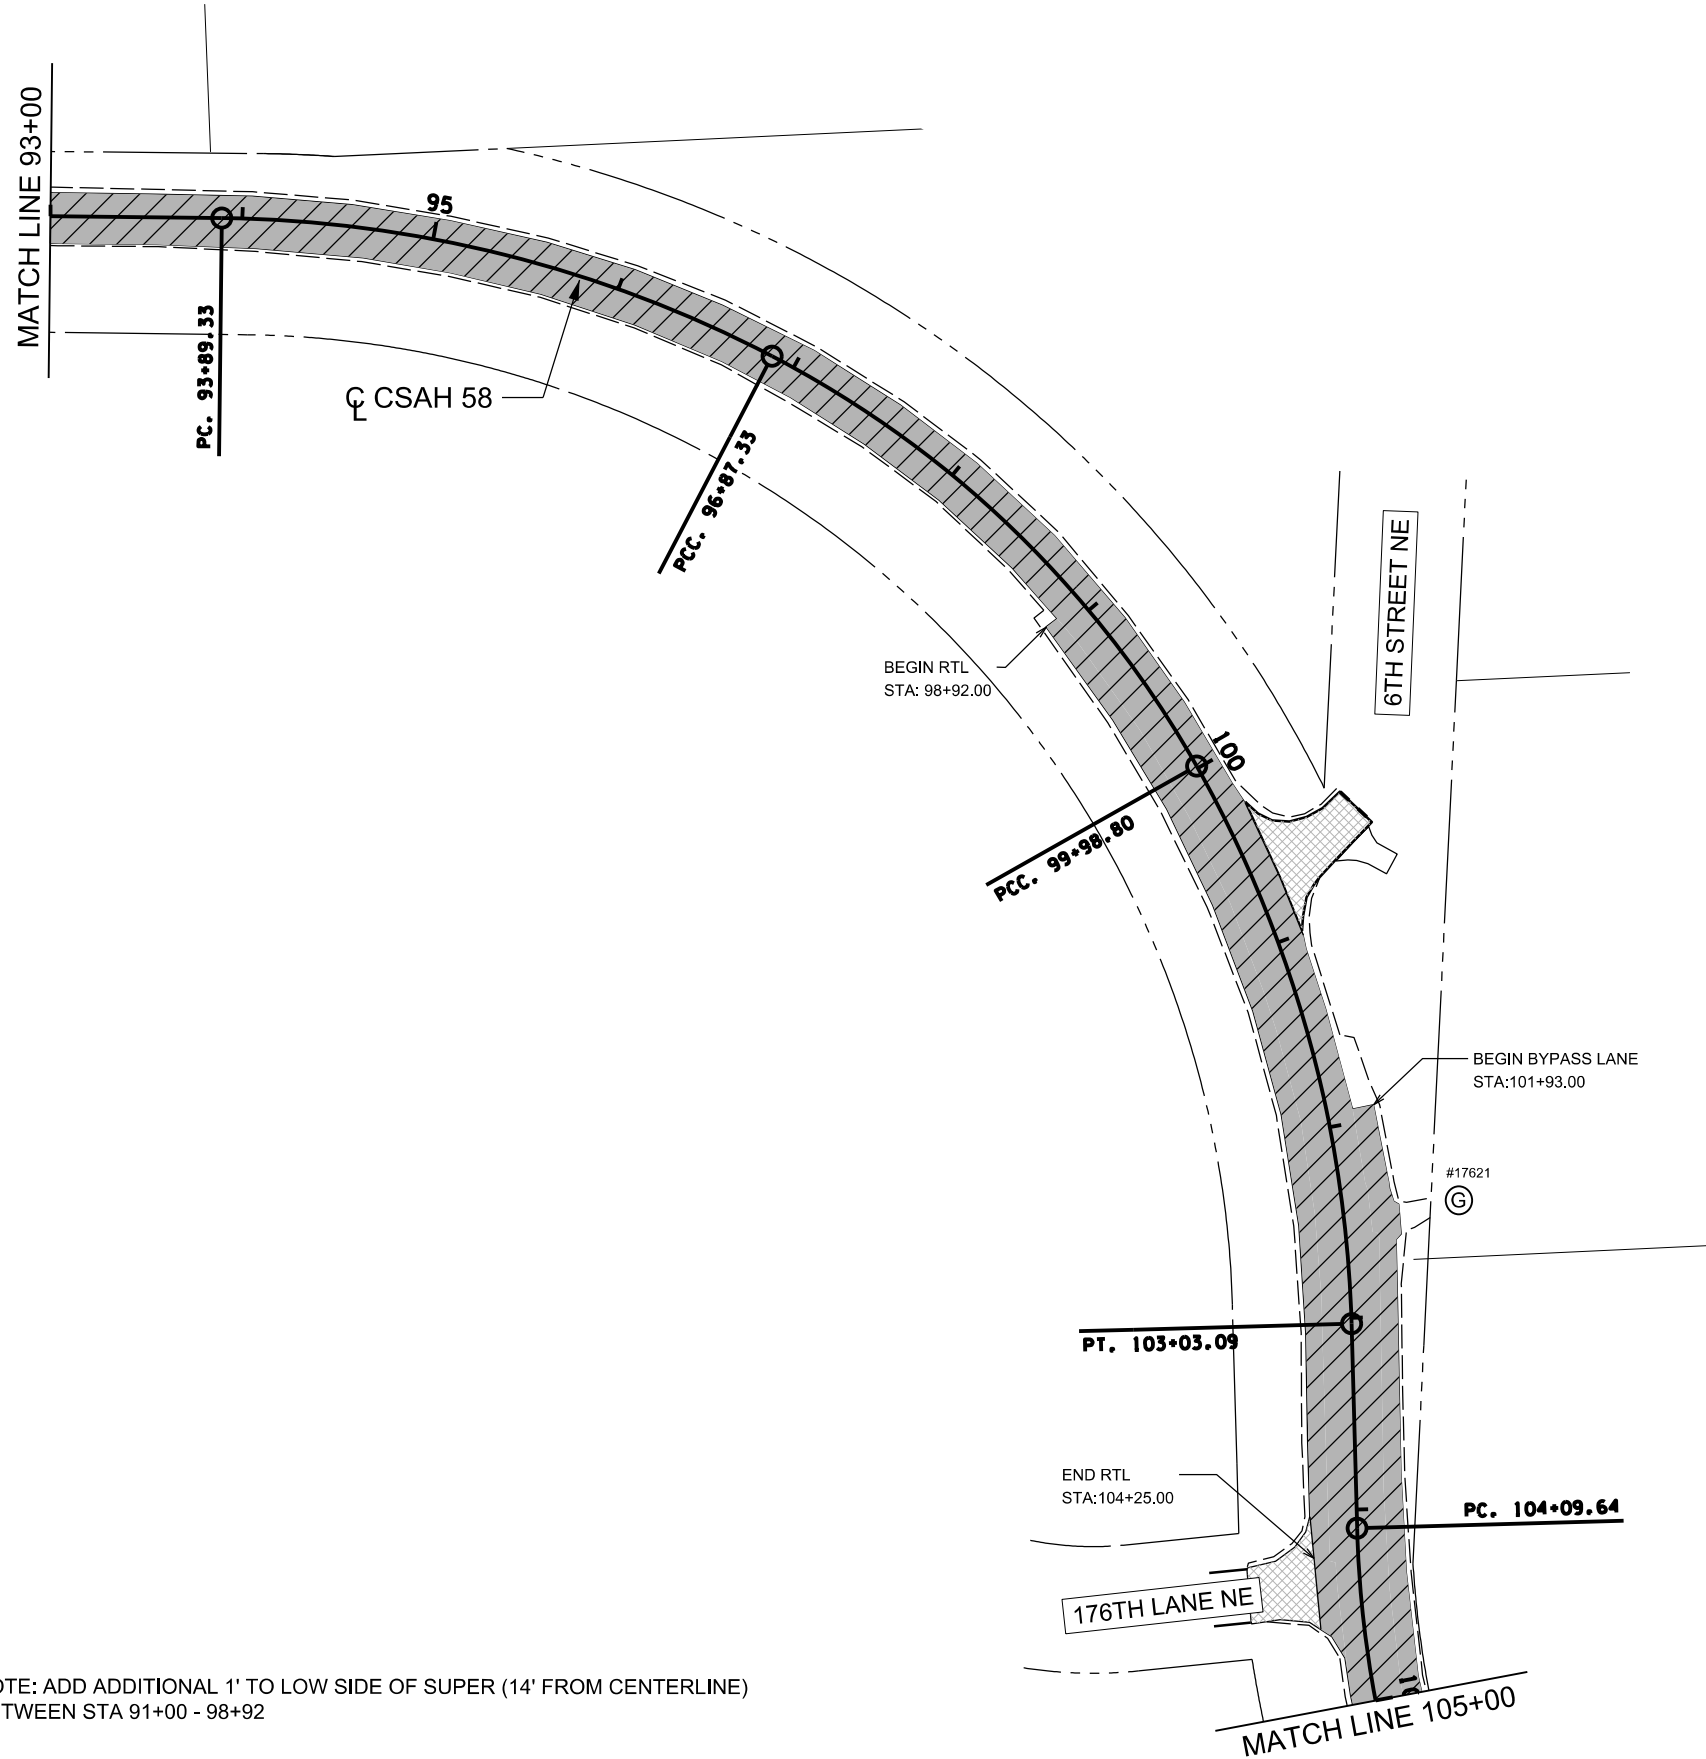 MATCH LINE 93+00
95
PC. 93+89.33
℄ CSAH 58
PCC. 96+87.33
6TH STREET NE
BEGIN RTL
STA: 98+92.00
100
PCC. 99+98.80
BEGIN BYPASS LANE
STA:101+93.00
#17621
G
PT. 103+03.09
END RTL
STA:104+25.00
PC. 104+09.64
176TH LANE NE
OTE: ADD ADDITIONAL 1' TO LOW SIDE OF SUPER (14' FROM CENTERLINE)
TWEEN STA 91+00 - 98+92
MATCH LINE 105+00